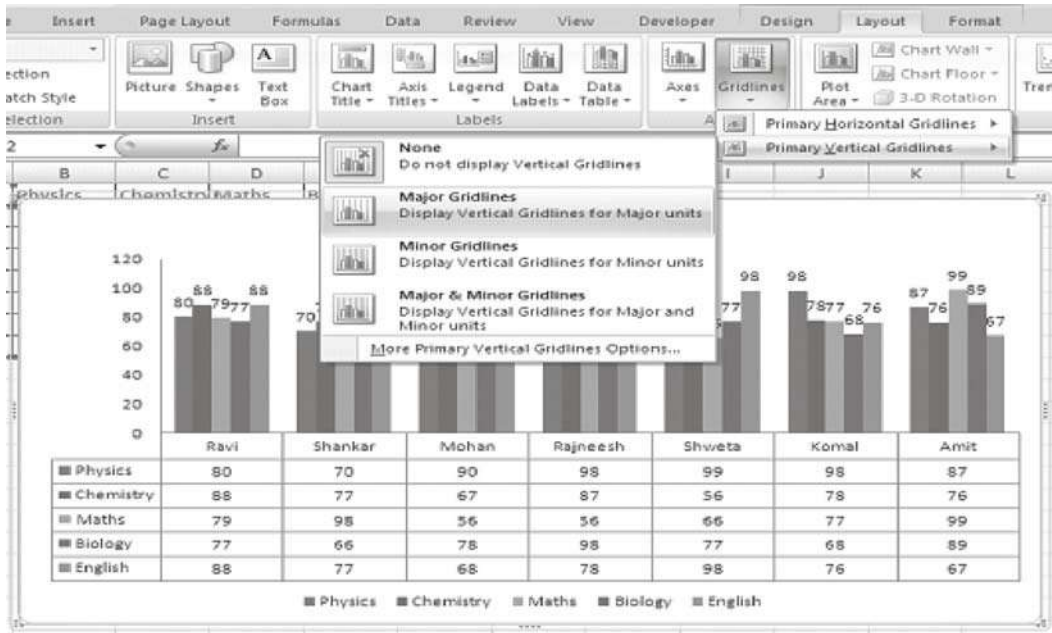 Insert Page Layout Formulas Data Review View Developer Design Layout Format
ection
atch Style
election
Picture Shapes Text Box
Insert
Chart Title Axis Titles Legend Data Labels Data Table
Labels
Axes Gridlines
Plot Area
Chart Wall
Chart Floor
3-D Rotation
Tren
Primary Horizontal Gridlines
Primary Vertical Gridlines
2 fx
None
Do not display Vertical Gridlines
Major Gridlines
Display Vertical Gridlines for Major units
Minor Gridlines
Display Vertical Gridlines for Minor units
Major & Minor Gridlines
Display Vertical Gridlines for Major and
Minor units
More Primary Vertical Gridlines Options...
B C D I J K L
Physics Chemistry Maths B
120
100
80
60
40
20
0
80 88 79 77 88
70
77 98
98 78 77 68 76
87 76 99 89 67
Ravi Shankar Mohan Rajneesh Shweta Komal Amit
Physics 80 70 90 98 99 98 87
Chemistry 88 77 67 87 56 78 76
Maths 79 98 56 56 66 77 99
Biology 77 66 78 98 77 68 89
English 88 77 68 78 98 76 67
Physics Chemistry Maths Biology English